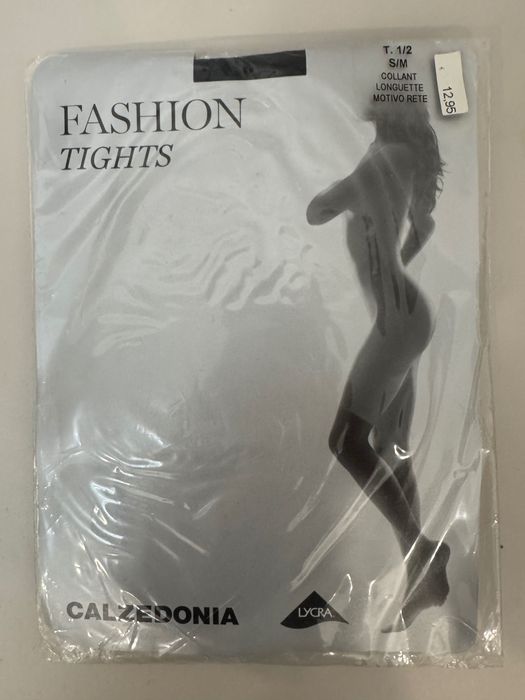 T. 1/2
S/M
COLLANT
LONGUETTE
MOTIVO RETE
12.95
FASHION
TIGHTS
CALZEDONIA
LYCRA